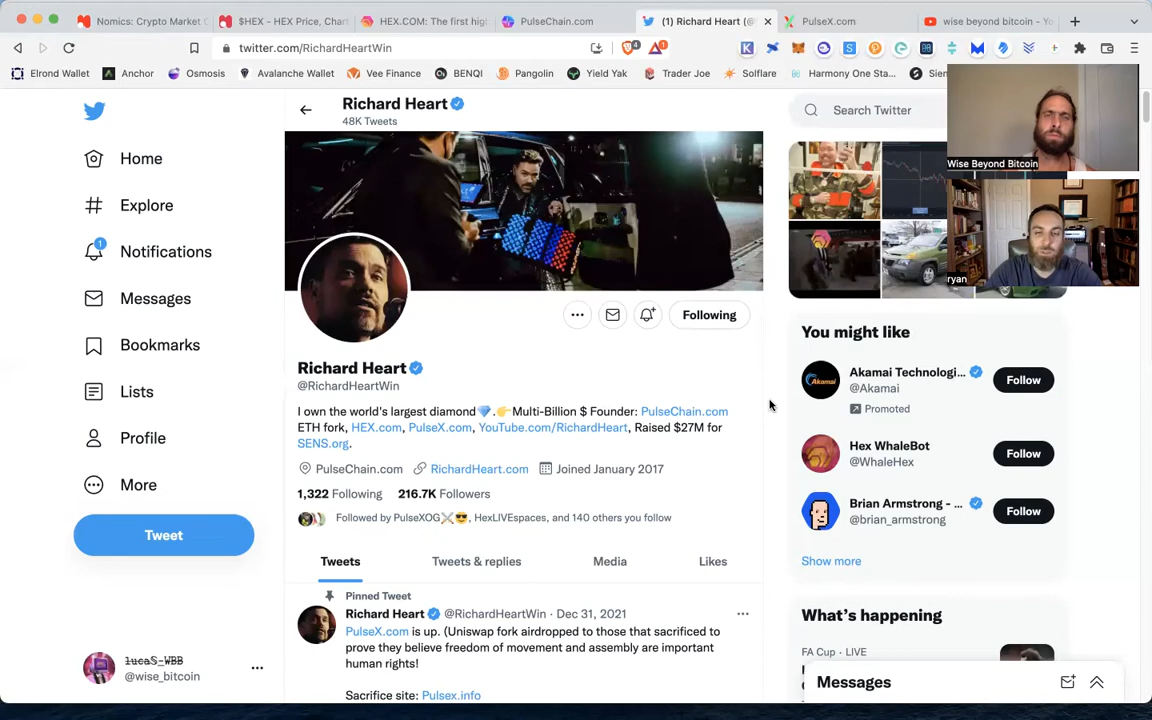 Nomics: Crypto Market C
$HEX - HEX Price, Chart
HEX.COM: The first hig
PulseChain.com
(1) Richard Heart (@
PulseX.com
wise beyond bitcoin - Yo
twitter.com/RichardHeartWin
Elrond Wallet
Anchor
Osmosis
Avalanche Wallet
Vee Finance
BENQI
Pangolin
Yield Yak
Trader Joe
Solflare
Harmony One Sta...
Sien
Richard Heart
48K Tweets
Search Twitter
Wise Beyond Bitcoin
ryan
Home
Explore
1
Notifications
Messages
Bookmarks
Lists
Profile
More
Tweet
Following
Richard Heart
@RichardHeartWin
I own the world's largest diamond💎.👉Multi-Billion $ Founder: PulseChain.com
ETH fork, HEX.com, PulseX.com, YouTube.com/RichardHeart, Raised $27M for
SENS.org.
PulseChain.com RichardHeart.com Joined January 2017
1,322 Following 216.7K Followers
Followed by PulseXOG⚔️😎, HexLIVEspaces, and 140 others you follow
Tweets
Tweets & replies
Media
Likes
Pinned Tweet
Richard Heart @RichardHeartWin · Dec 31, 2021
PulseX.com is up. (Uniswap fork airdropped to those that sacrificed to
prove they believe freedom of movement and assembly are important
human rights!
Sacrifice site: Pulsex.info
You might like
Akamai Technologi...
@Akamai
Promoted
Follow
Hex WhaleBot
@WhaleHex
Follow
Brian Armstrong - ...
@brian_armstrong
Follow
Show more
What's happening
FA Cup · LIVE
Messages
lucaS_WBB
@wise_bitcoin